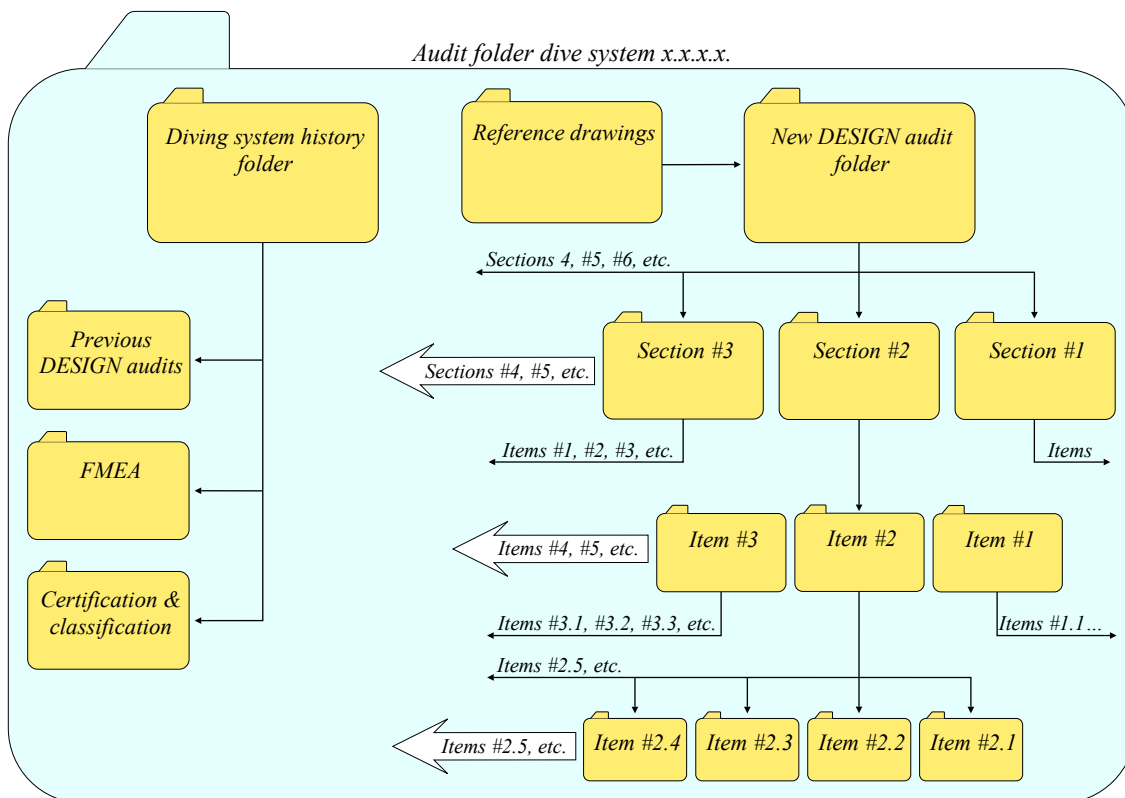 Audit folder dive system x.x.x.x.
Diving system history
folder
Reference drawings
New DESIGN audit
folder
Sections 4, #5, #6, etc.
Previous
DESIGN audits
Section #3
Section #2
Section #1
Sections #4, #5, etc.
Items #1, #2, #3, etc.
Items
FMEA
Item #3
Item #2
Item #1
Items #4, #5, etc.
Certification &
classification
Items #3.1, #3.2, #3.3, etc.
Items #1.1…
Items #2.5, etc.
Item #2.4
Item #2.3
Item #2.2
Item #2.1
Items #2.5, etc.